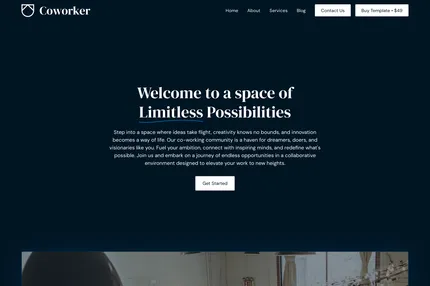 Coworker
Home About Services Blog Contact Us Buy Template • $49
Welcome to a space of
Limitless Possibilities
Step into a space where ideas take flight, creativity knows no bounds, and innovation
becomes a way of life. Our co-working community is a haven for dreamers, doers, and
visionaries like you. Fuel your ambition, connect with inspiring minds, and redefine what's
possible. Join us and embark on a journey of endless opportunities in a collaborative
environment designed to elevate your work to new heights.
Get Started